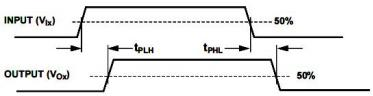 INPUT (VIx)
50%
tPLH
tPHL
OUTPUT (VOx)
50%